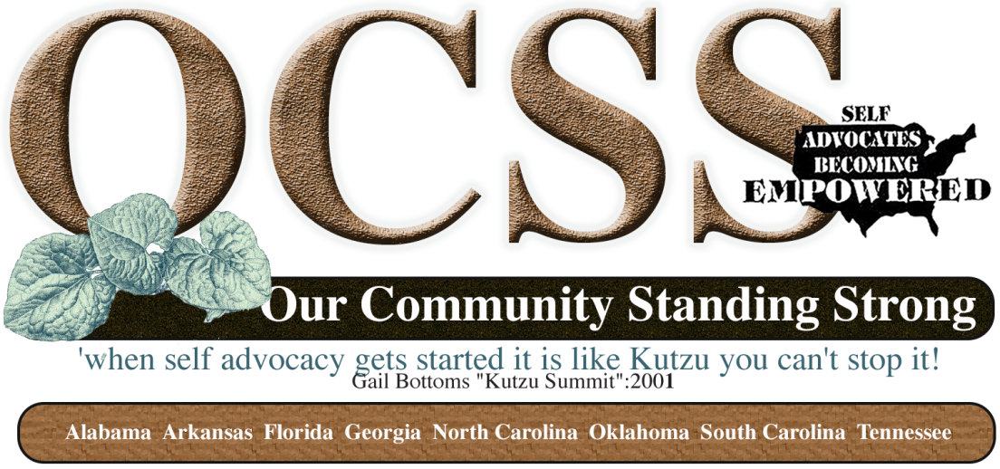 OCSS
SELF
ADVOCATES
BECOMING
EMPOWERED
Our Community Standing Strong
'when self advocacy gets started it is like Kutzu you can't stop it!
Gail Bottoms "Kutzu Summit":2001
Alabama Arkansas Florida Georgia North Carolina Oklahoma South Carolina Tennessee